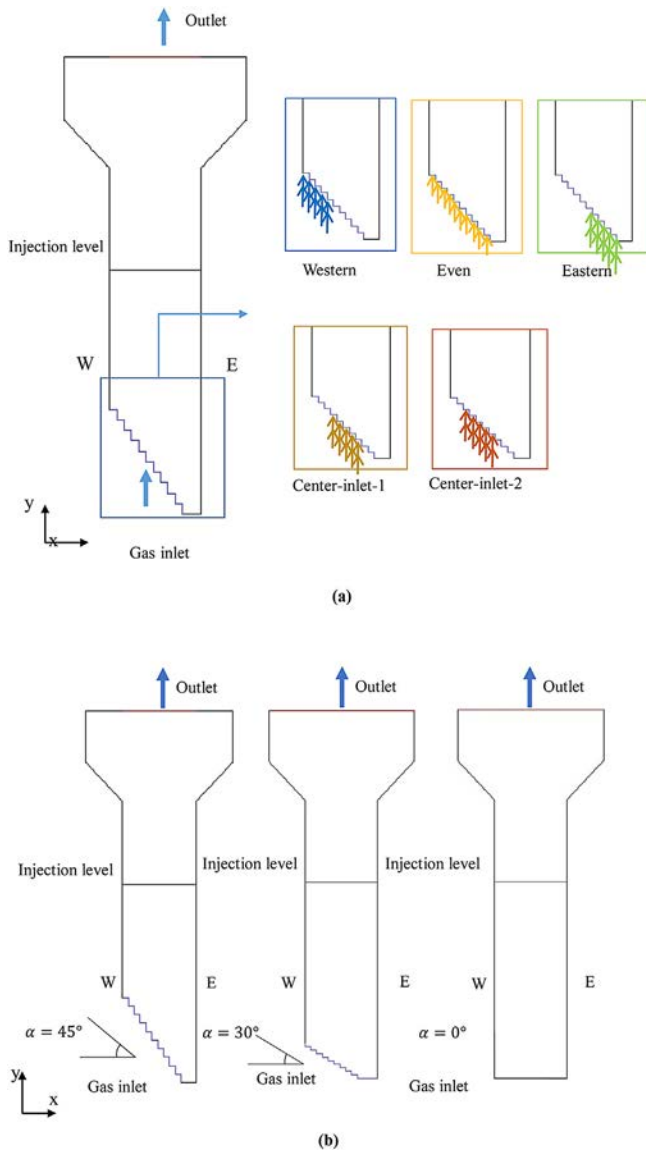 Outlet
Injection level
Western
Even
Eastern
W
E
Center-inlet-1
Center-inlet-2
y
x
Gas inlet
(a)
Outlet
Outlet
Outlet
Injection level
Injection level
Injection level
W
E
W
E
W
E
α = 45°
α = 30°
α = 0°
y
x
Gas inlet
Gas inlet
Gas inlet
(b)